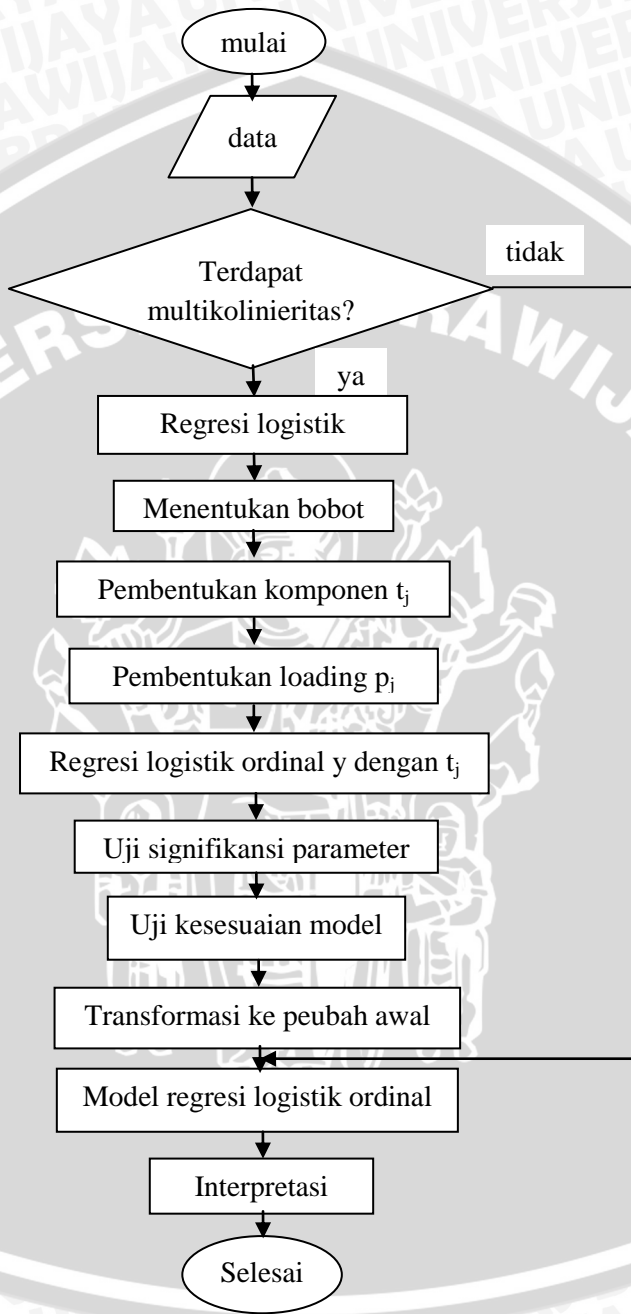 mulai
data
Terdapat
multikolinieritas?
tidak
ya
Regresi logistik
Menentukan bobot
Pembentukan komponen tj
Pembentukan loading pj
Regresi logistik ordinal y dengan tj
Uji signifikansi parameter
Uji kesesuaian model
Transformasi ke peubah awal
Model regresi logistik ordinal
Interpretasi
Selesai